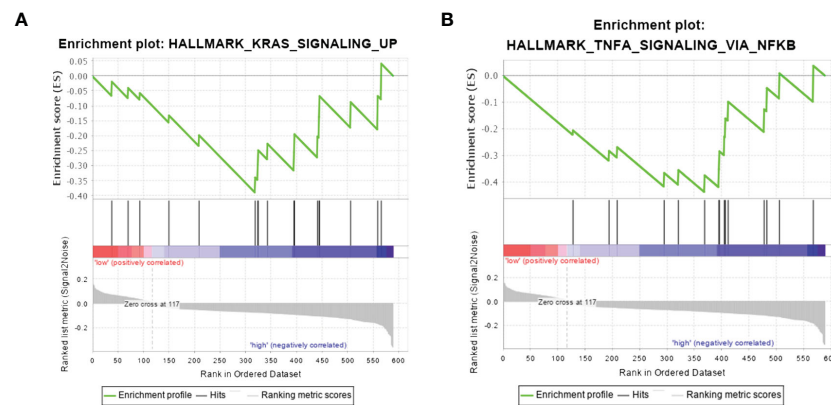 A
Enrichment plot: HALLMARK_KRAS_SIGNALING_UP
Enrichment score (ES)
0.05
0.00
-0.05
-0.10
-0.15
-0.20
-0.25
-0.30
-0.35
-0.40
'low' (positively correlated)
Ranked list metric (Signal2Noise)
0.2
0.0
-0.2
Zero cross at 117
'high' (negatively correlated)
0 50 100 150 200 250 300 350 400 450 500 550 600
Rank in Ordered Dataset
Enrichment profile Hits Ranking metric scores
B
Enrichment plot:
HALLMARK_TNFA_SIGNALING_VIA_NFKB
Enrichment score (ES)
0.0
-0.1
-0.2
-0.3
-0.4
'low' (positively correlated)
Ranked list metric (Signal2Noise)
0.2
0.0
-0.2
Zero cross at 117
'high' (negatively correlated)
0 50 100 150 200 250 300 350 400 450 500 550 600
Rank in Ordered Dataset
Enrichment profile Hits Ranking metric scores